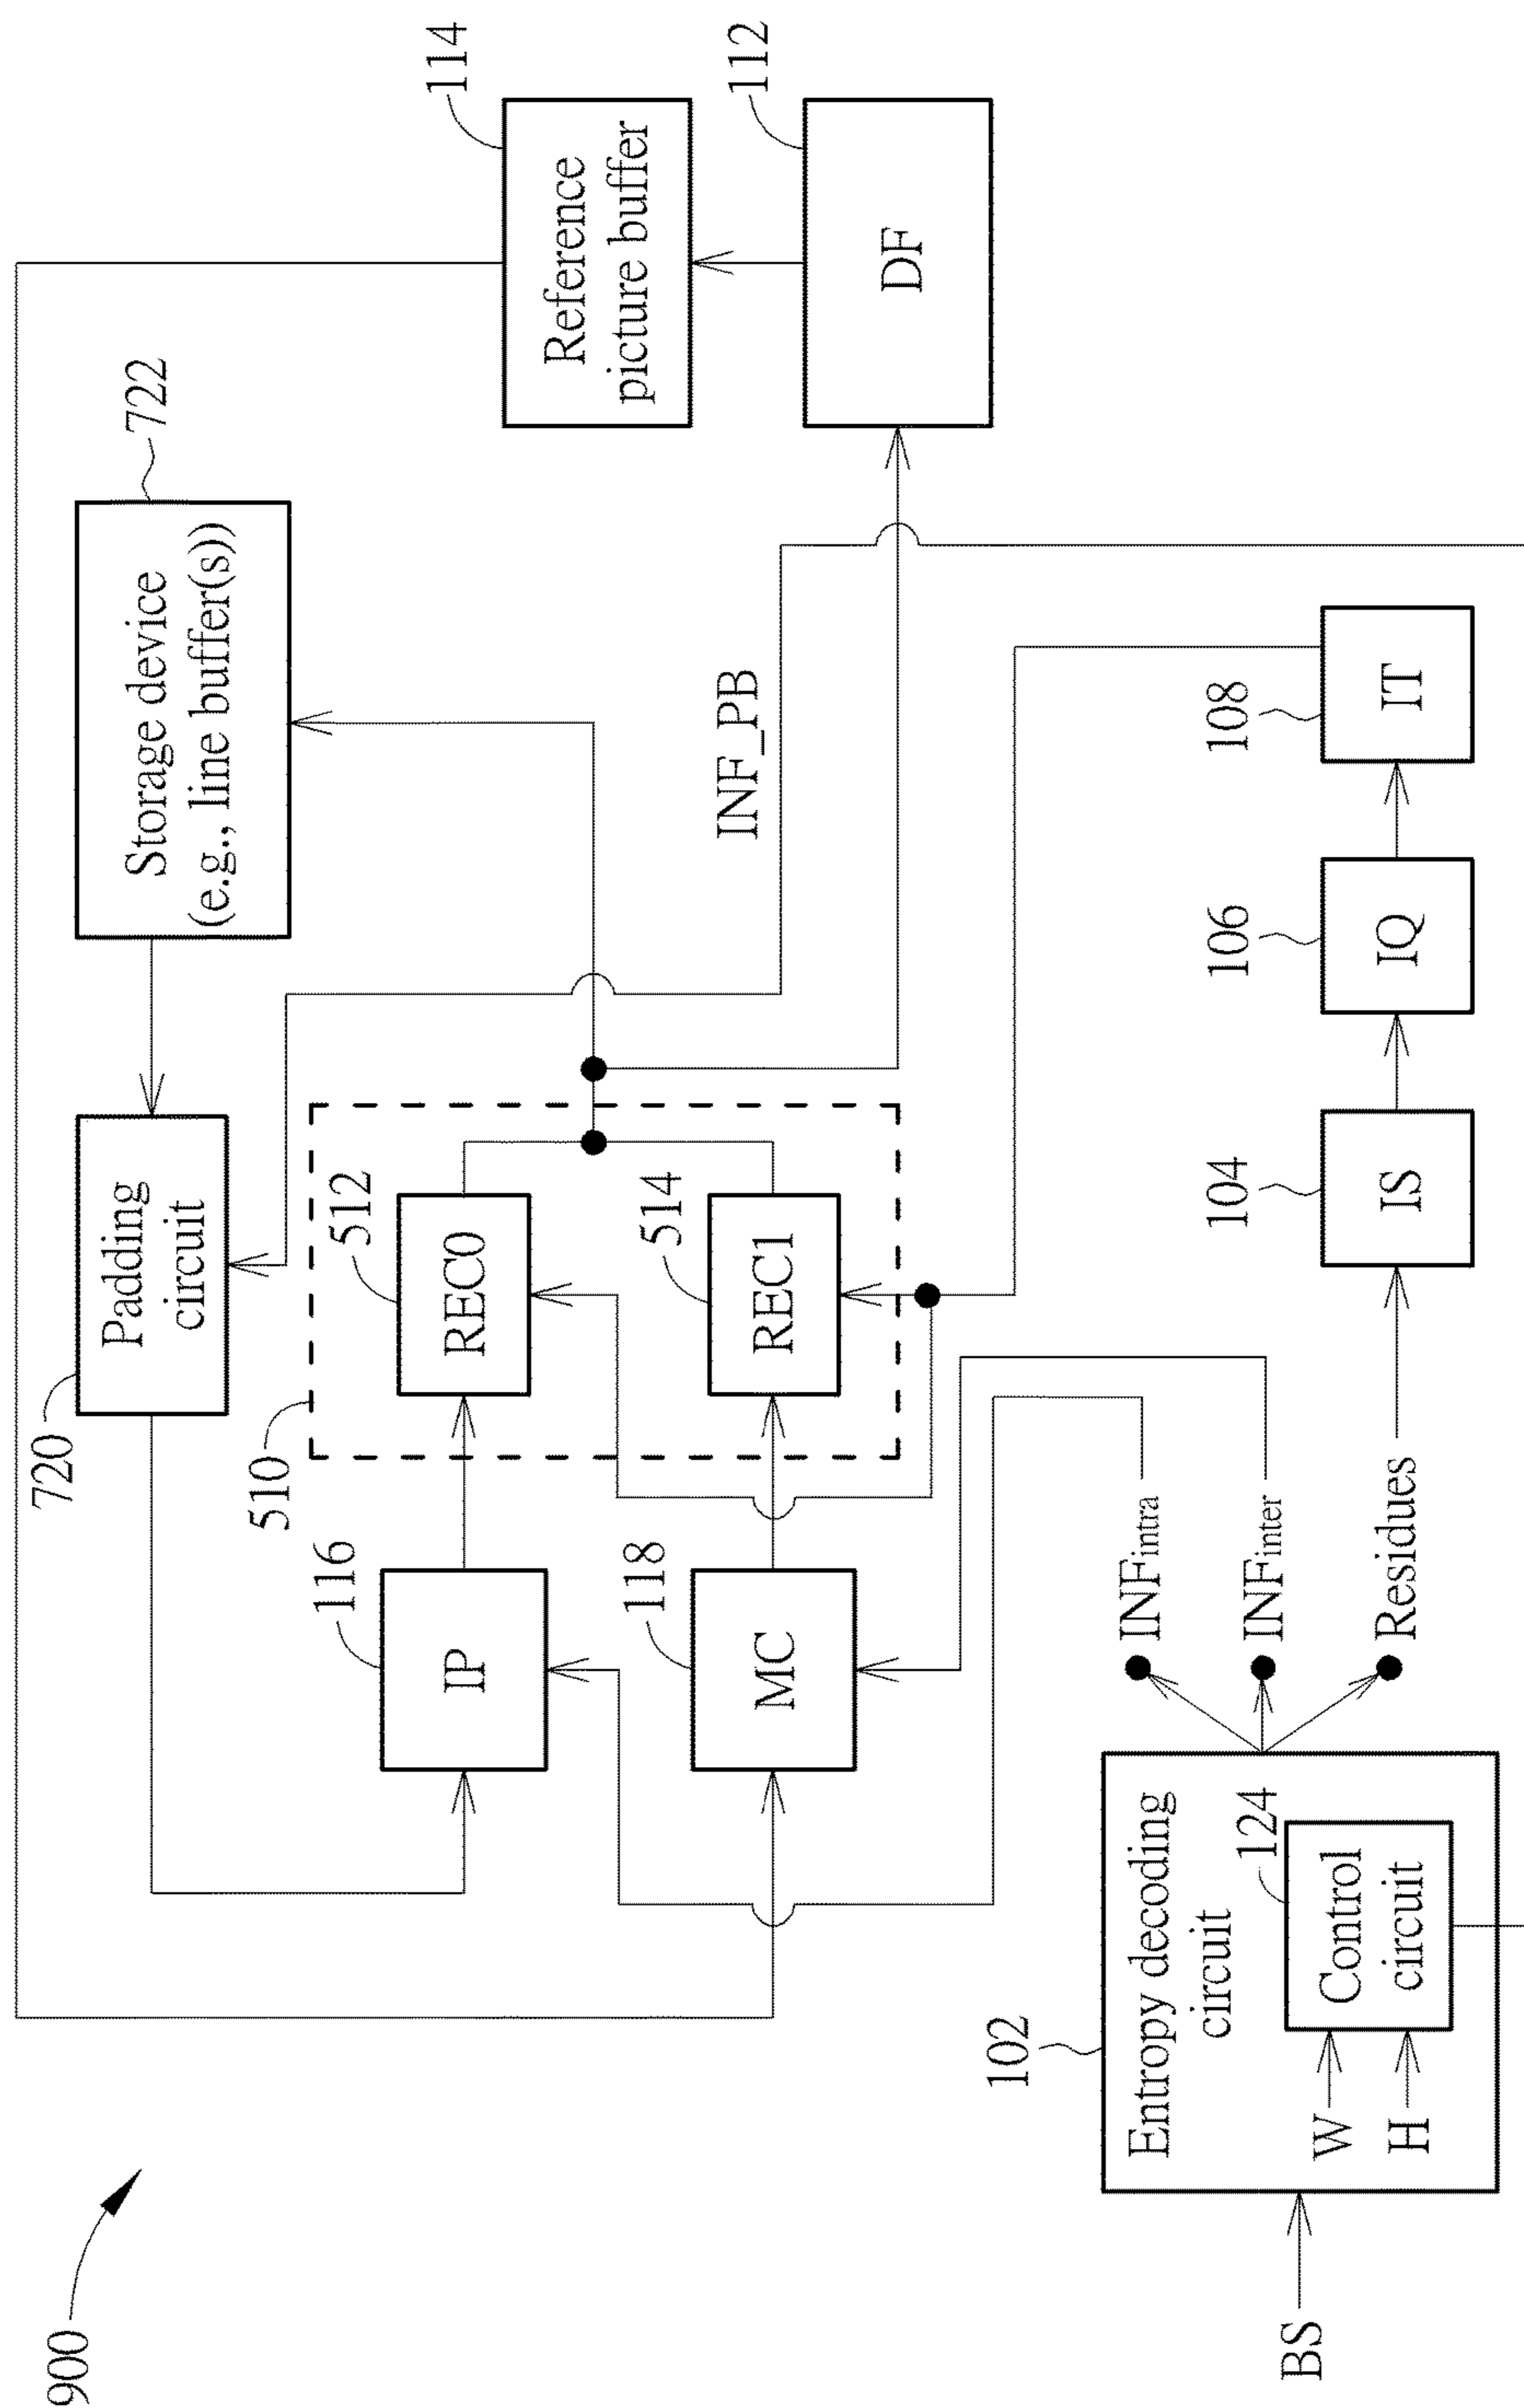 900
720
Padding
circuit
Storage device
(e.g., line buffer(s))
722
114
Reference
picture buffer
112
DF
510
116
IP
512
REC0
118
MC
514
REC1
INF_PB
102
Entropy decoding
circuit
124
Control
circuit
W
H
BS
INFintra
INFinter
Residues
104
IS
106
IQ
108
IT